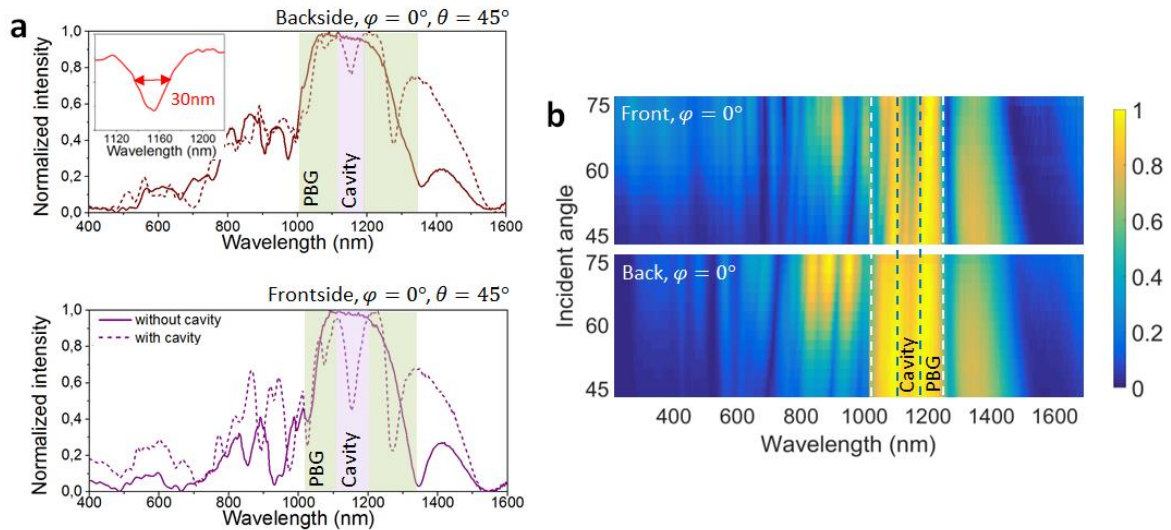 a
Backside, φ = 0°, θ = 45°
Normalized intensity
1,0
0,8
0,6
0,4
0,2
0,0
30nm
1120 1160 1200
Wavelength (nm)
PBG
Cavity
400 600 800 1000 1200 1400 1600
Wavelength (nm)
Frontside, φ = 0°, θ = 45°
Normalized intensity
1,0
0,8
0,6
0,4
0,2
0,0
without cavity
with cavity
PBG
Cavity
400 600 800 1000 1200 1400 1600
Wavelength (nm)
b
Incident angle
Front, φ = 0°
75
60
45
Back, φ = 0°
75
60
45
Cavity
PBG
400 600 800 1000 1200 1400 1600
Wavelength (nm)
1
0.8
0.6
0.4
0.2
0